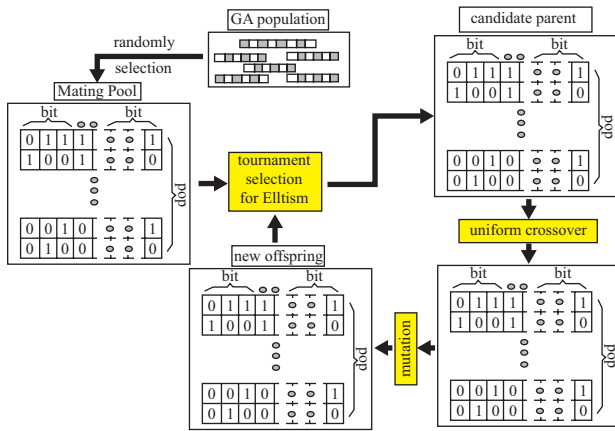 GA population
randomly
selection
Mating Pool
bit bit
0 1 1 1 1
1 0 0 1 0
0 0 1 0 1
0 1 0 0 0
pop
tournament
selection
for Elltism
candidate parent
bit bit
0 1 1 1 1
1 0 0 1 0
0 0 1 0 1
0 1 0 0 0
pop
uniform crossover
bit bit
0 1 1 1 1
1 0 0 1 0
0 0 1 0 1
0 1 0 0 0
pop
mutation
new offspring
bit bit
0 1 1 1 1
1 0 0 1 0
0 0 1 0 1
0 1 0 0 0
pop